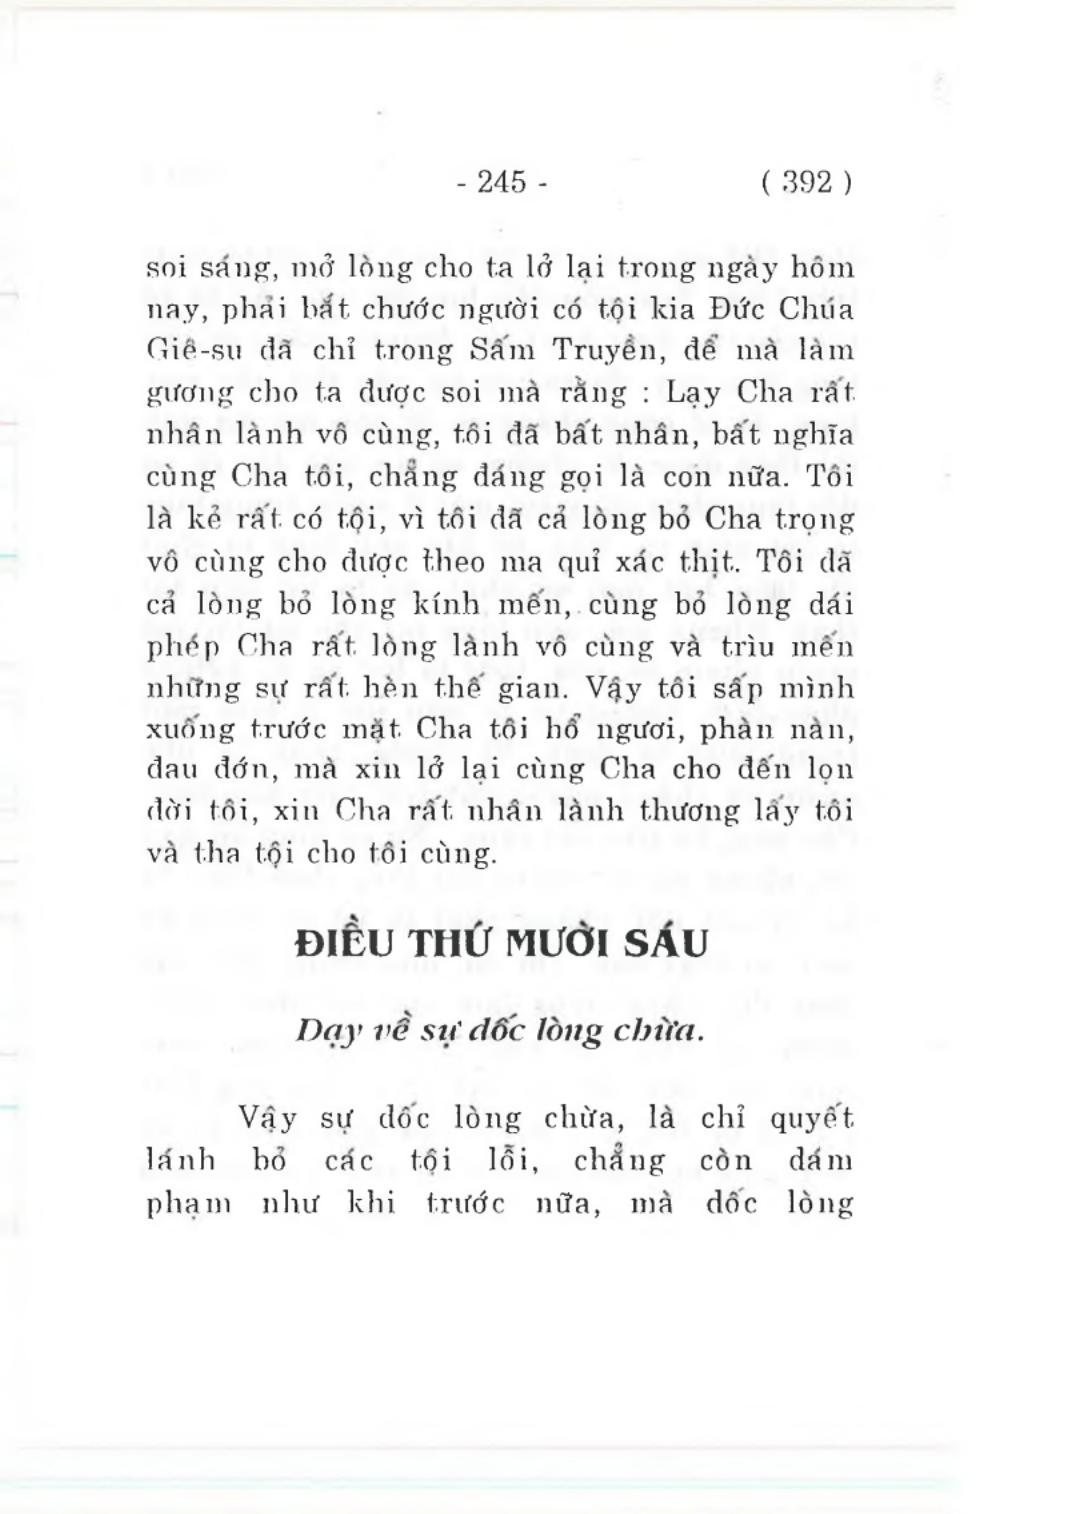 - 245 - ( 392 )
soi sáng, mở lòng cho ta lở lại trong ngày hôm
nay, phải bắt chước người có tội kia Đức Chúa
Giê-su đã chỉ trong Sấm Truyền, để mà làm
gương cho ta được soi mà rằng : Lạy Cha rất
nhân lành vô cùng, tôi đã bất nhân, bất nghĩa
cùng Cha tôi, chẳng đáng gọi là con nữa. Tôi
là kẻ rất có tội, vì tôi đã cả lòng bỏ Cha trọng
vô cùng cho được theo ma quỉ xác thịt. Tôi đã
cả lòng bỏ lòng kính mến, cùng bỏ lòng dái
phép Cha rất lòng lành vô cùng và trìu mến
những sự rất hèn thế gian. Vậy tôi sấp mình
xuống trước mặt Cha tôi hổ ngươi, phàn nàn,
đau đớn, mà xin lở lại cùng Cha cho đến lọn
đời tôi, xin Cha rất nhân lành thương lấy tôi
và tha tội cho tôi cùng.
ĐIỀU THỨ MƯỜI SÁU
Dạy về sự dốc lòng chừa.
Vậy sự dốc lòng chừa, là chỉ quyết
lánh bỏ các tội lỗi, chẳng còn dám
phạm như khi trước nữa, mà dốc lòng